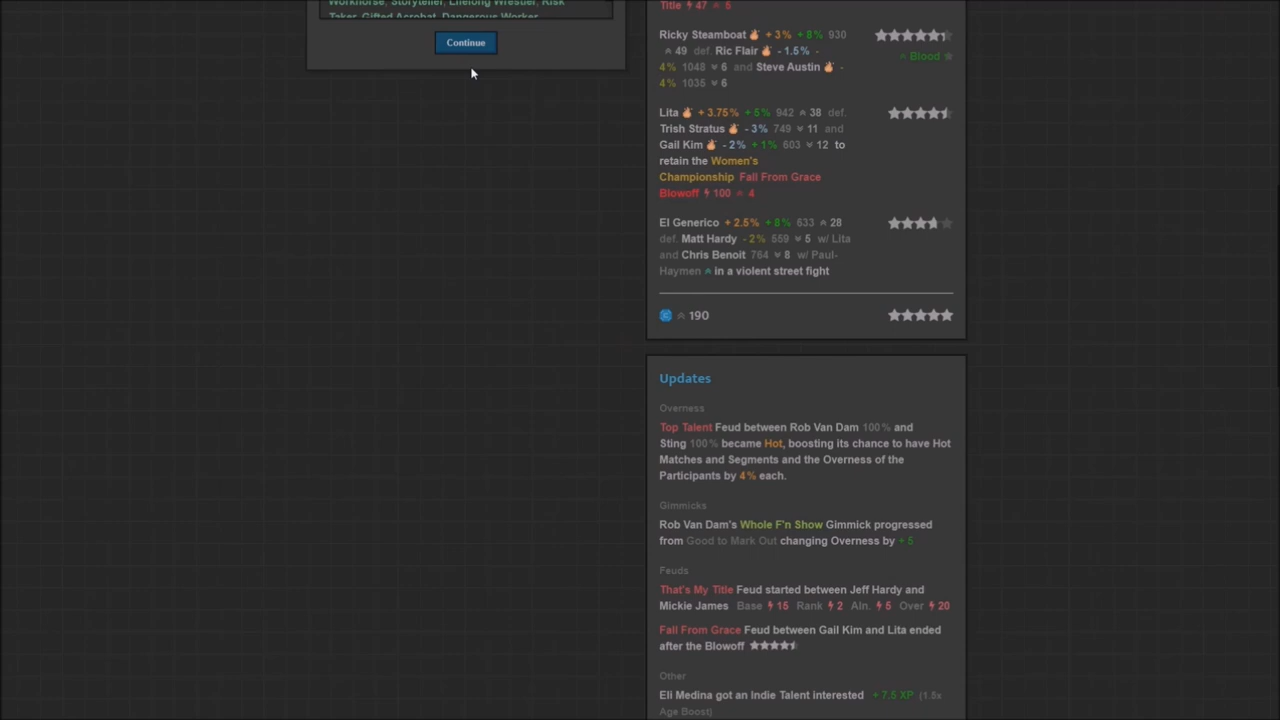 Workhorse, Storyteller, Lifelong Wrestler, Risk
Taker, Gifted Acrobat, Dangerous Worker
Continue
Title 47 5
Ricky Steamboat + 3% + 8% 930
49 def. Ric Flair - 1.5% -
4% 1048 6 and Steve Austin -
4% 1035 6
Blood
Lita + 3.75% + 5% 942 38 def.
Trish Stratus - 3% 749 11 and
Gail Kim - 2% + 1% 603 12 to
retain the Women's
Championship Fall From Grace
Blowoff 100 4
El Generico + 2.5% + 8% 633 28
def. Matt Hardy - 2% 559 5 w/ Lita
and Chris Benoit 764 8 w/ Paul-
Haymen in a violent street fight
190
Updates
Overness
Top Talent Feud between Rob Van Dam 100% and
Sting 100% became Hot, boosting its chance to have Hot
Matches and Segments and the Overness of the
Participants by 4% each.
Gimmicks
Rob Van Dam's Whole F'n Show Gimmick progressed
from Good to Mark Out changing Overness by + 5
Feuds
That's My Title Feud started between Jeff Hardy and
Mickie James Base 15 Rank 2 Aln. 5 Over 20
Fall From Grace Feud between Gail Kim and Lita ended
after the Blowoff
Other
Eli Medina got an Indie Talent interested + 7.5 XP (1.5x
Age Boost)